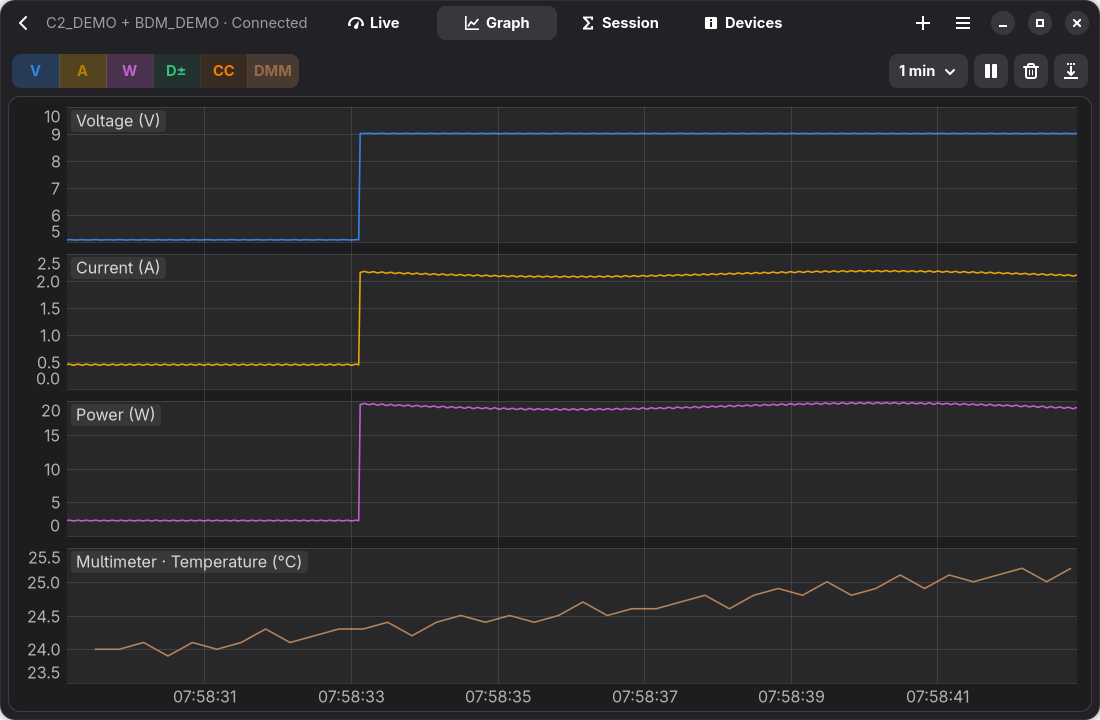 C2_DEMO + BDM_DEMO · Connected
Live
Graph
Session
Devices
V
A
W
D±
CC
DMM
1 min
Voltage (V)
10
9
8
7
6
5
Current (A)
2.5
2.0
1.5
1.0
0.5
0.0
Power (W)
20
15
10
5
0
Multimeter · Temperature (°C)
25.5
25.0
24.5
24.0
23.5
07:58:31
07:58:33
07:58:35
07:58:37
07:58:39
07:58:41